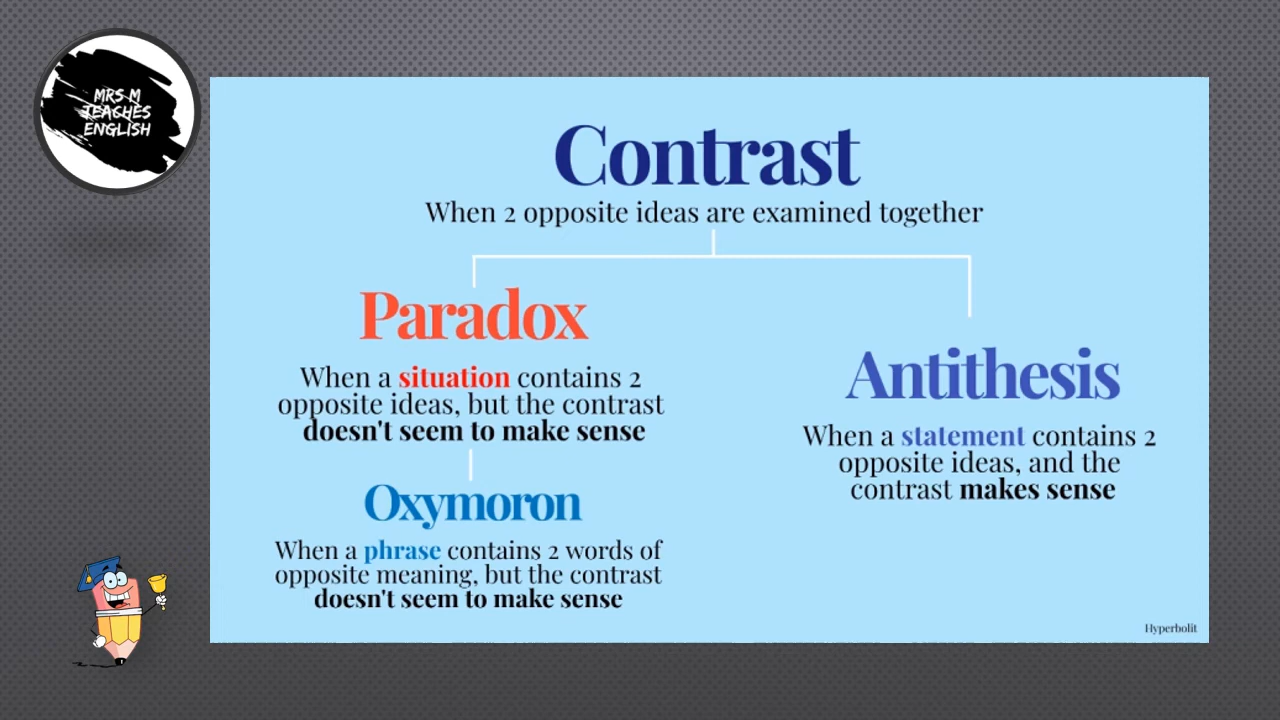 MRS M
TEACHES
ENGLISH
Contrast
When 2 opposite ideas are examined together
Paradox
When a situation contains 2
opposite ideas, but the contrast
doesn't seem to make sense
Oxymoron
When a phrase contains 2 words of
opposite meaning, but the contrast
doesn't seem to make sense
Antithesis
When a statement contains 2
opposite ideas, and the
contrast makes sense
Hyperbolit